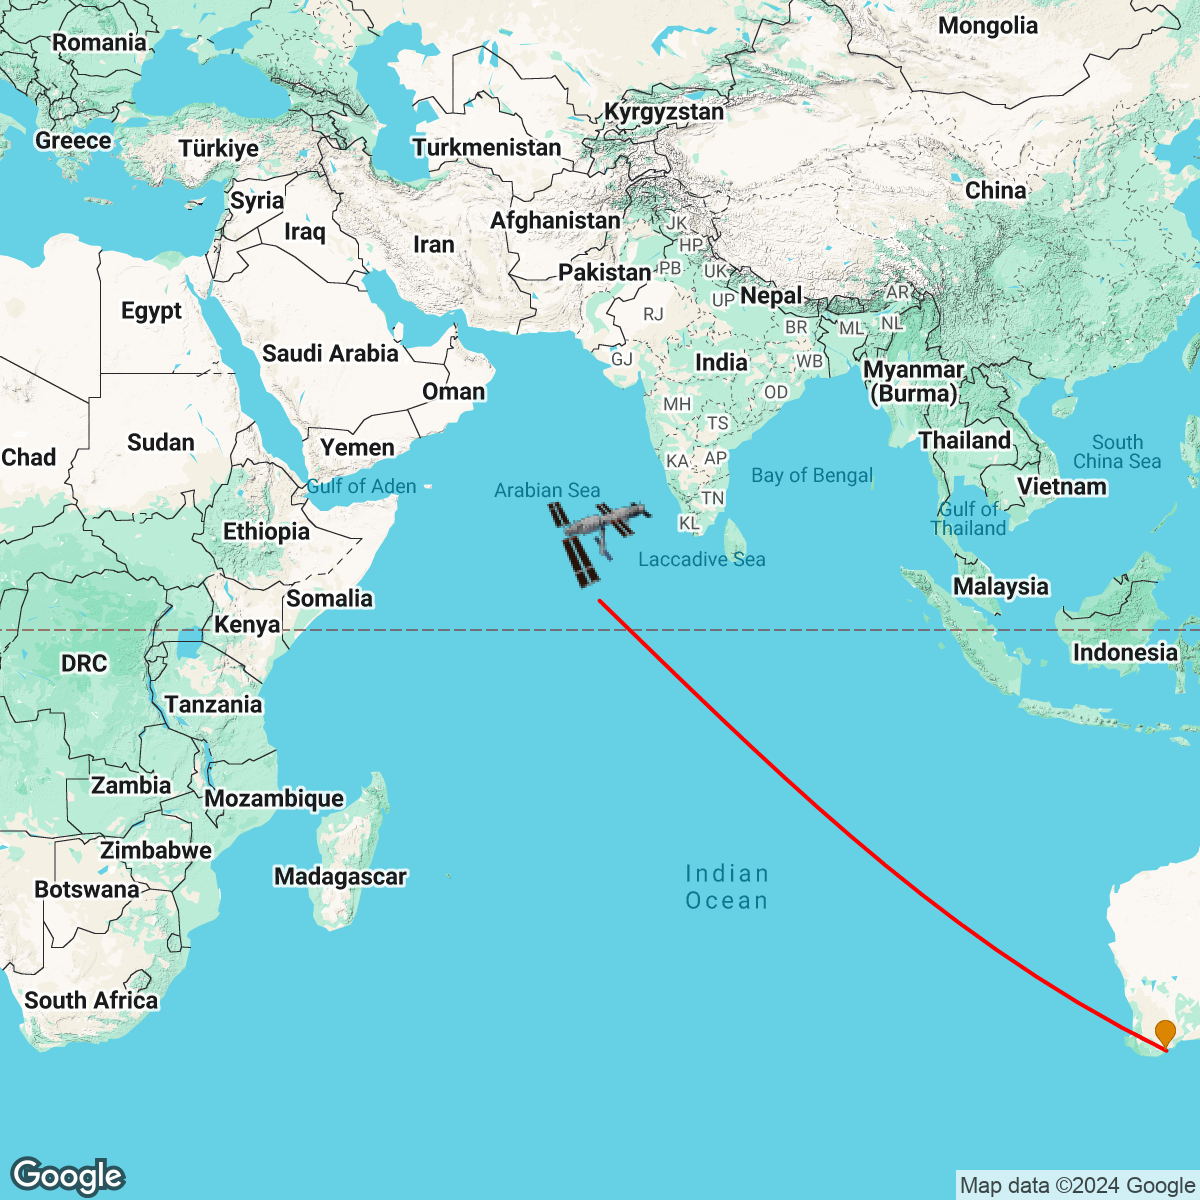 Mongolia
Romania
Kyrgyzstan
Greece
Türkiye
Turkmenistan
China
Syria
Afghanistan
JK
Iraq
Iran
HP
Pakistan
PB
UK
Nepal
AR
UP
Egypt
RJ
BR
ML
NL
Saudi Arabia
GJ
India
WB
Myanmar
(Burma)
Oman
MH
OD
TS
Sudan
Yemen
Thailand
South
China Sea
Chad
KA
AP
Gulf of Aden
Arabian Sea
Bay of Bengal
Vietnam
TN
Gulf of
Thailand
Ethiopia
KL
Laccadive Sea
Malaysia
Somalia
Kenya
DRC
Indonesia
Tanzania
Zambia
Mozambique
Zimbabwe
Madagascar
Indian
Ocean
Botswana
South Africa
Google
Map data ©2024 Google